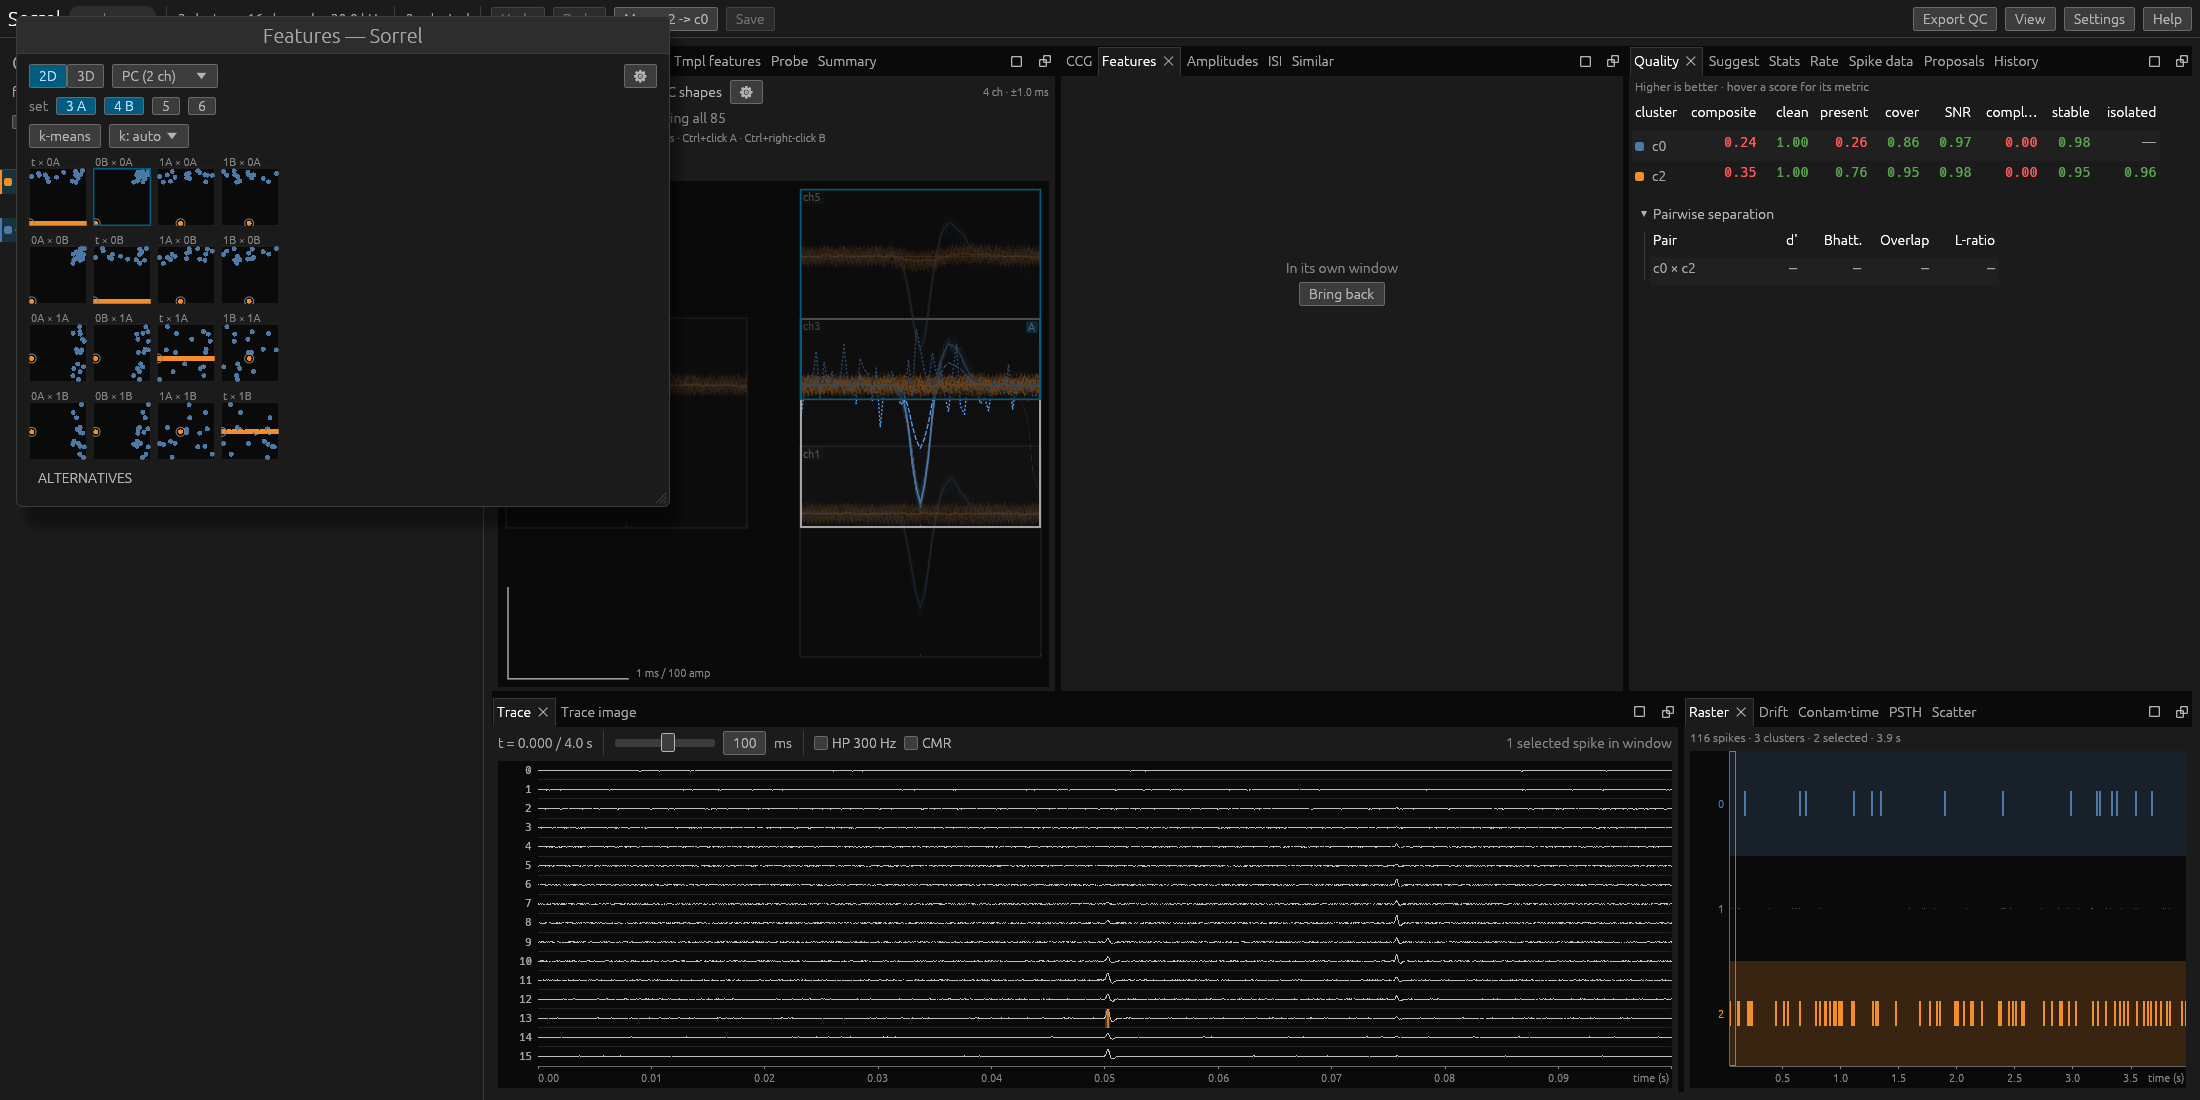 Features — Sorrel
2 -> c0
Save
Export QC
View
Settings
Help
2D
3D
PC (2 ch)
set
3 A
4 B
5
6
k-means
k: auto
t × 0A
0B × 0A
1A × 0A
1B × 0A
0A × 0B
t × 0B
1A × 0B
1B × 0B
0A × 1A
0B × 1A
t × 1A
1B × 1A
0A × 1B
0B × 1B
1A × 1B
t × 1B
ALTERNATIVES
Tmpl features
Probe
Summary
shapes
4 ch · ±1.0 ms
ing all 85
· Ctrl+click A · Ctrl+right-click B
ch5
ch3
A
ch1
1 ms / 100 amp
CCG
Features
Amplitudes
ISI
Similar
In its own window
Bring back
Quality
Suggest
Stats
Rate
Spike data
Proposals
History
Higher is better · hover a score for its metric
cluster composite clean present cover SNR compl... stable isolated
c0 0.24 1.00 0.26 0.86 0.97 0.00 0.98 —
c2 0.35 1.00 0.76 0.95 0.98 0.00 0.95 0.96
Pairwise separation
Pair d' Bhatt. Overlap L-ratio
c0 × c2 — — — —
Trace
Trace image
t = 0.000 / 4.0 s
100
ms
HP 300 Hz
CMR
1 selected spike in window
0
1
2
3
4
5
6
7
8
9
10
11
12
13
14
15
0.00 0.01 0.02 0.03 0.04 0.05 0.06 0.07 0.08 0.09 time (s)
Raster
Drift
Contam·time
PSTH
Scatter
116 spikes · 3 clusters · 2 selected · 3.9 s
0
1
2
0.5 1.0 1.5 2.0 2.5 3.0 3.5 time (s)